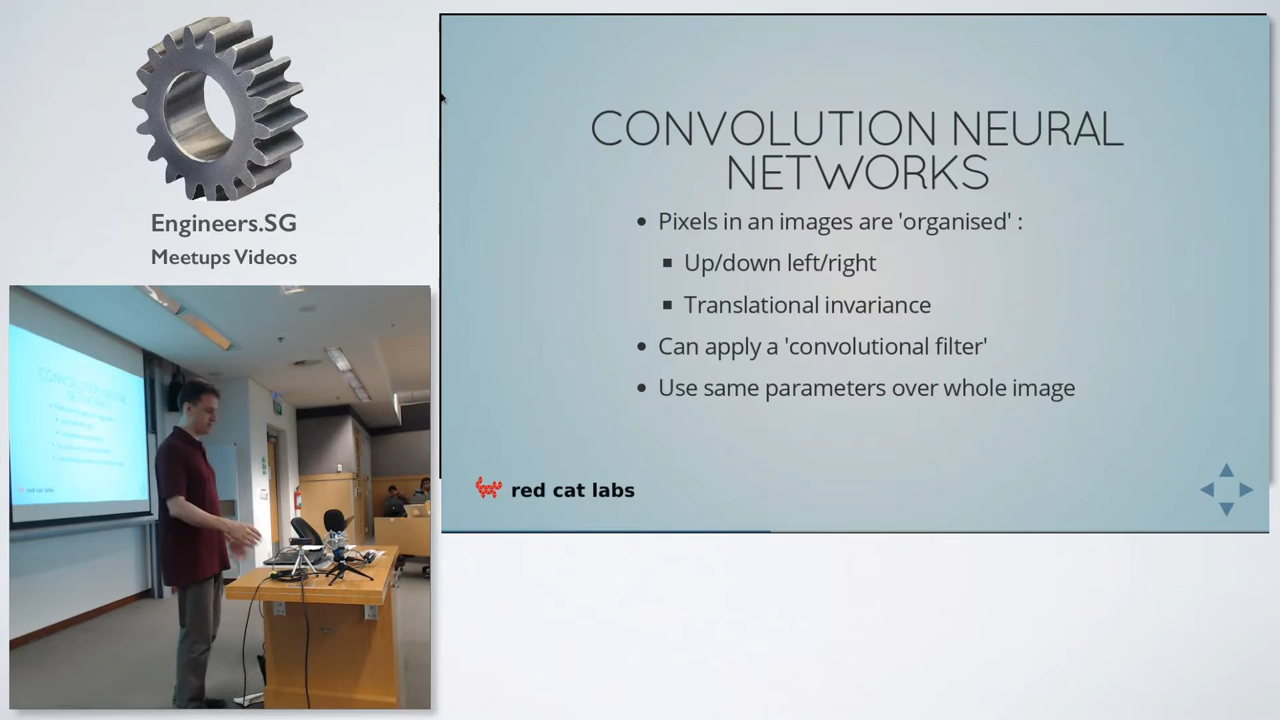 Engineers.SG
Meetups Videos
CONVOLUTION NEURAL
NETWORKS
• Pixels in an images are 'organised' :
▪ Up/down left/right
▪ Translational invariance
• Can apply a 'convolutional filter'
• Use same parameters over whole image
red cat labs